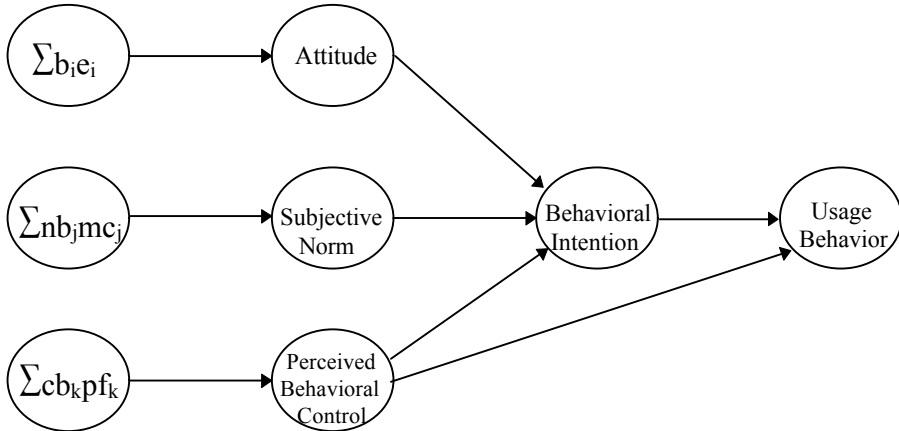 ∑bᵢeᵢ
Attitude
∑nbⱼmcⱼ
Subjective
Norm
Behavioral
Intention
Usage
Behavior
∑cbₖpfₖ
Perceived
Behavioral
Control